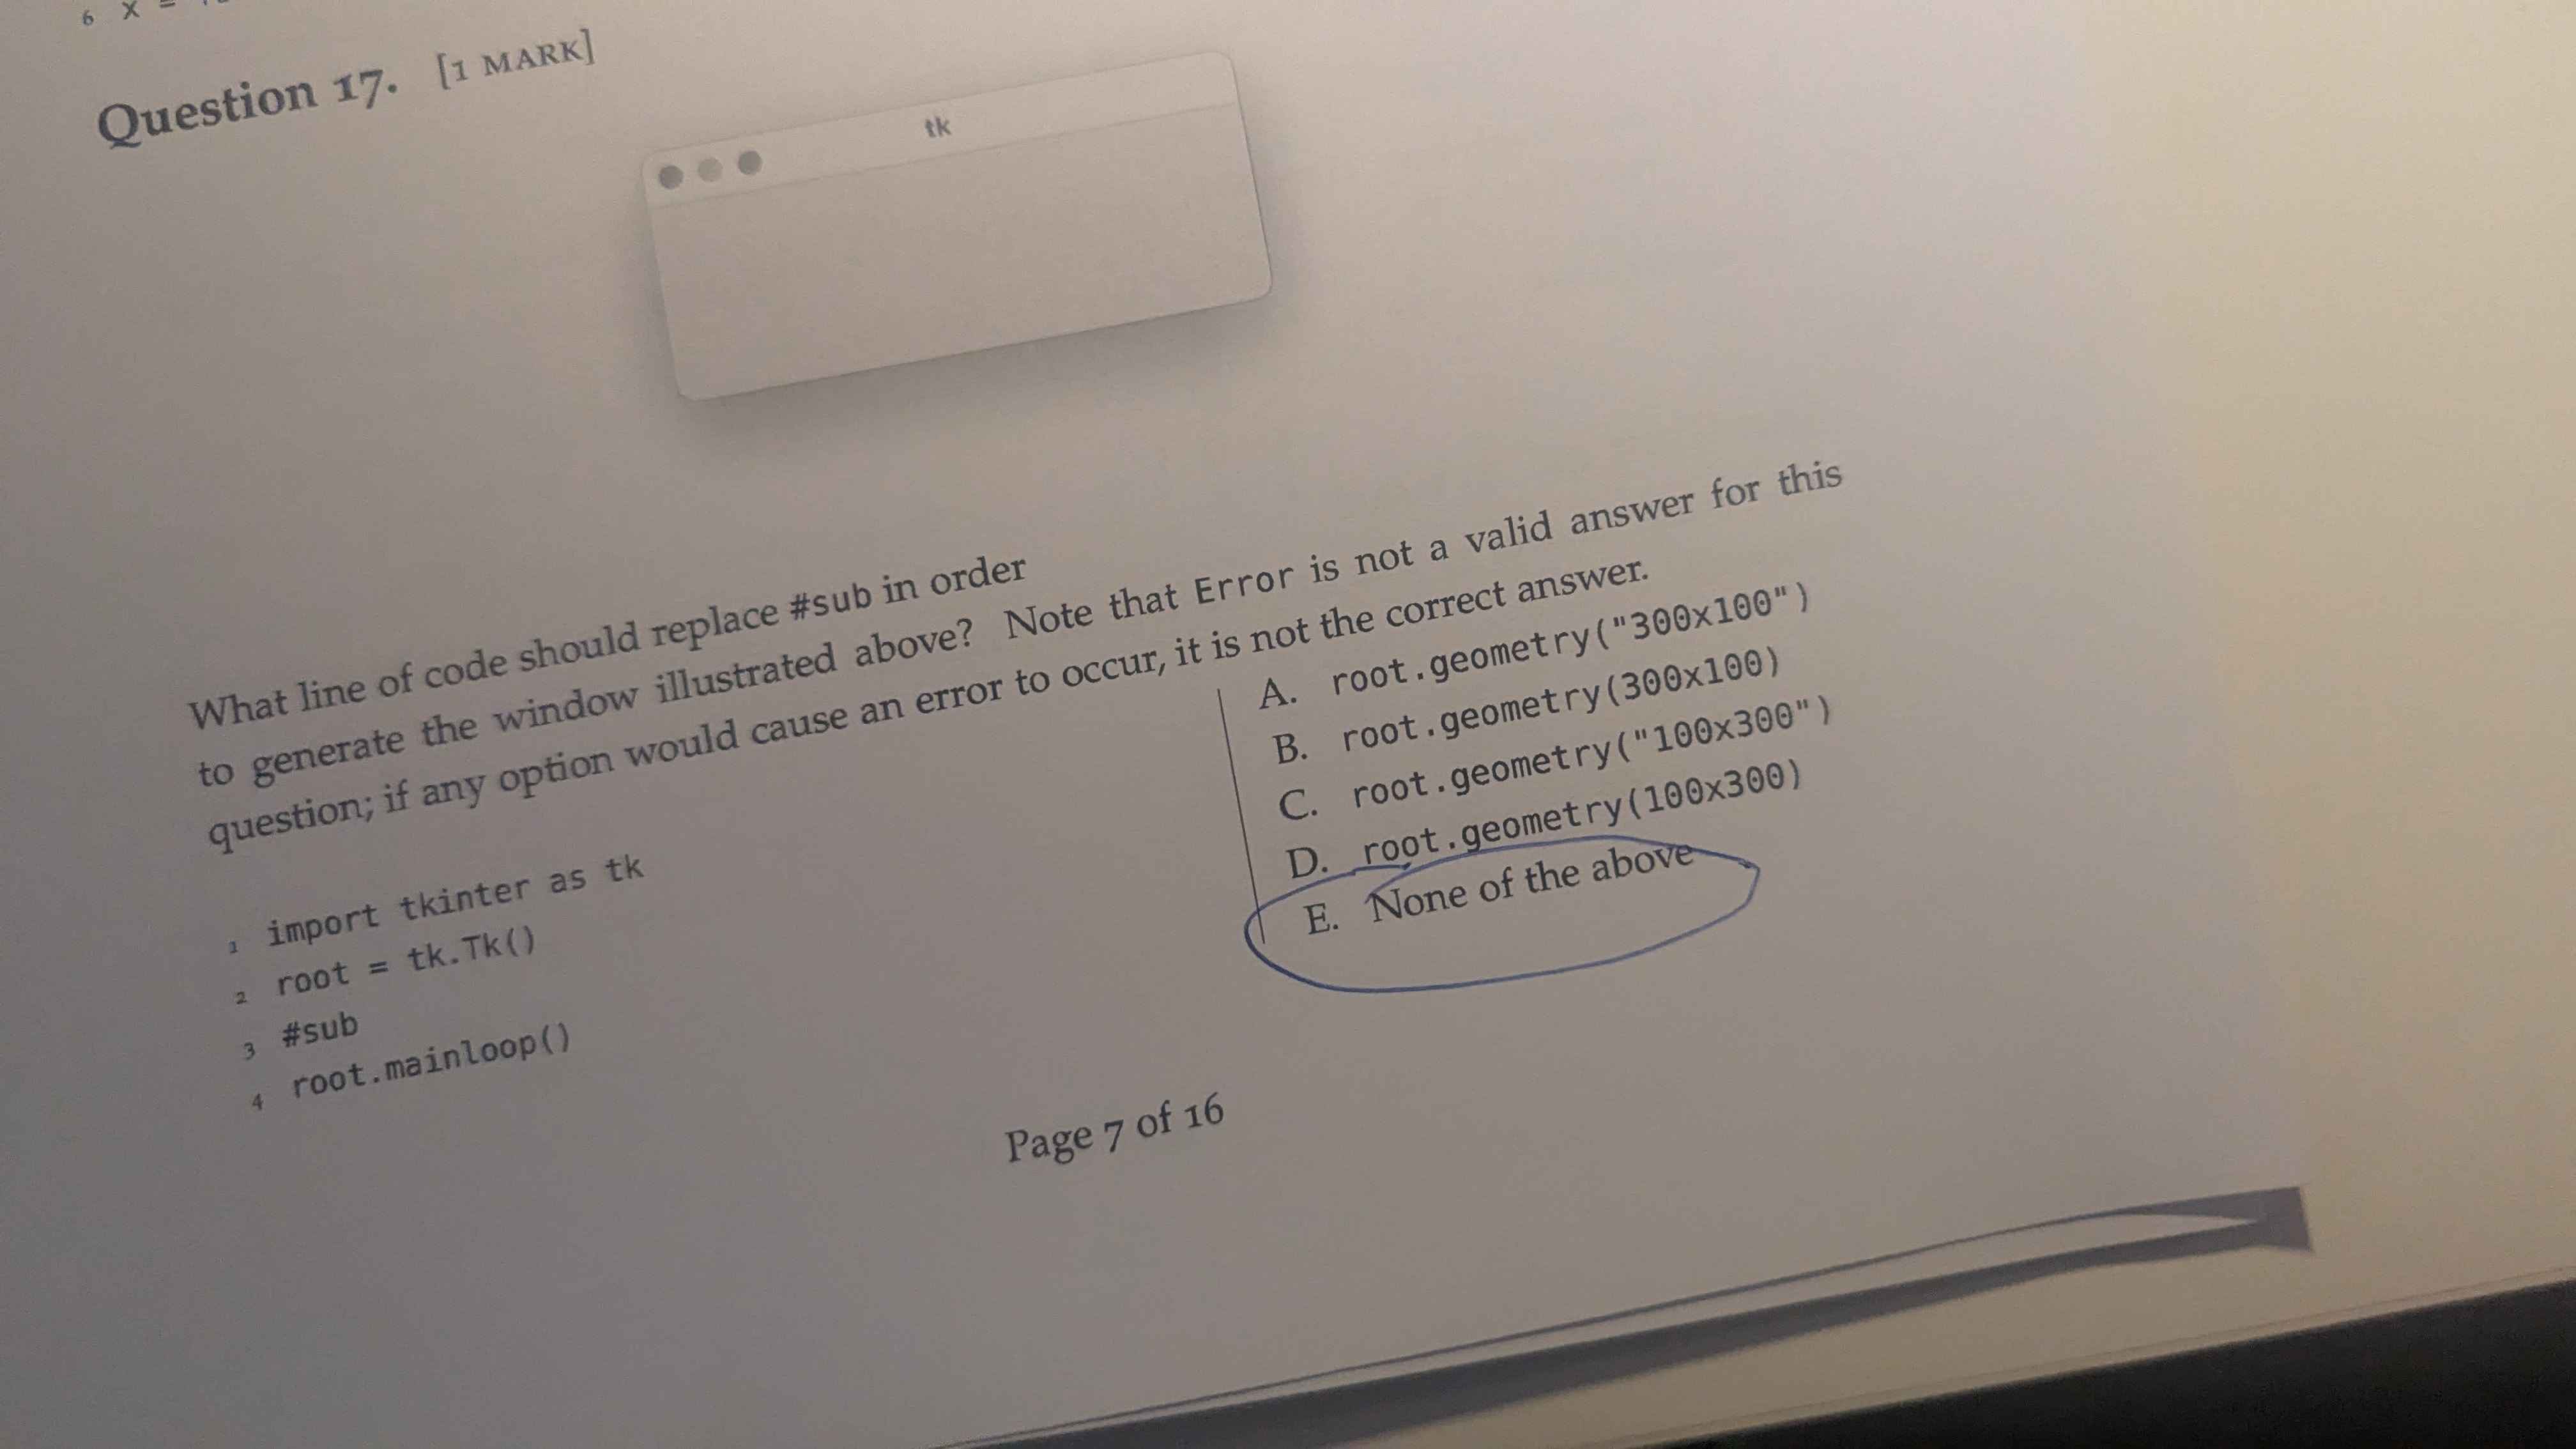 6 X =
Question 17. [1 MARK]
tk
What line of code should replace #sub in order
to generate the window illustrated above? Note that Error is not a valid answer for this
question; if any option would cause an error to occur, it is not the correct answer.
1 import tkinter as tk
2 root = tk.Tk()
3 #sub
4 root.mainloop()
A. root.geometry("300x100")
B. root.geometry(300x100)
C. root.geometry("100x300")
D. root.geometry(100x300)
E. None of the above
Page 7 of 16